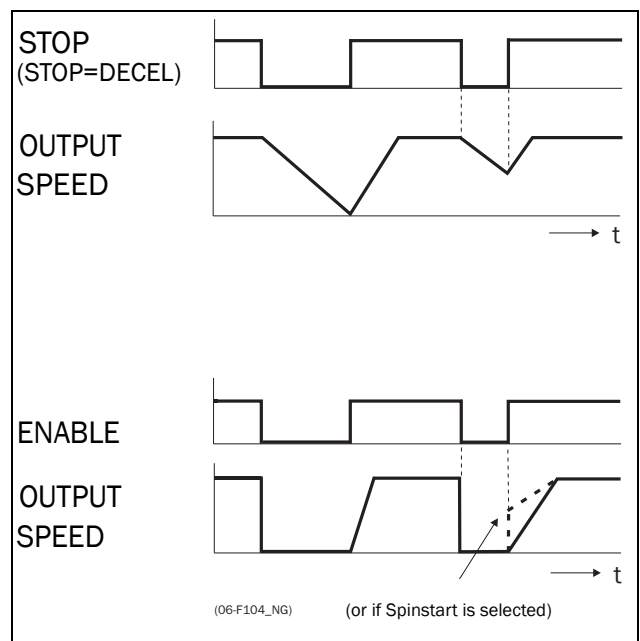 STOP
(STOP=DECEL)
OUTPUT
SPEED
t
ENABLE
OUTPUT
SPEED
t
(06-F104_NG)
(or if Spinstart is selected)